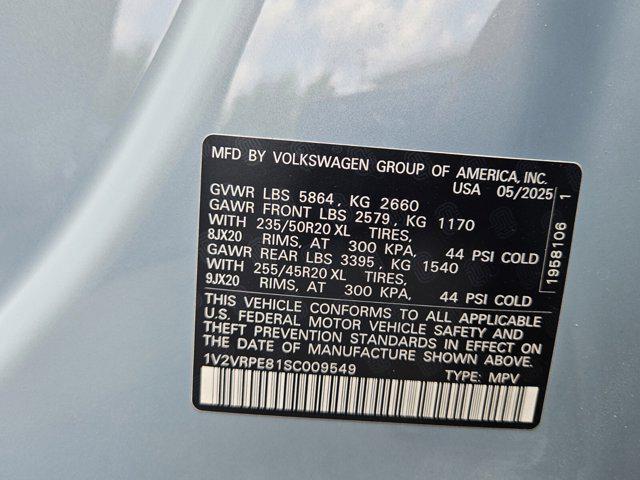 MFD BY VOLKSWAGEN GROUP OF AMERICA, INC.
USA 05/2025
GVWR LBS 5864, KG 2660
GAWR FRONT LBS 2579, KG 1170
WITH 235/50R20 XL TIRES,
8JX20 RIMS, AT 300 KPA, 44 PSI COLD
GAWR REAR LBS 3395, KG 1540
WITH 255/45R20 XL TIRES,
9JX20 RIMS, AT 300 KPA, 44 PSI COLD
THIS VEHICLE CONFORMS TO ALL APPLICABLE
U.S. FEDERAL MOTOR VEHICLE SAFETY AND
THEFT PREVENTION STANDARDS IN EFFECT ON
THE DATE OF MANUFACTURE SHOWN ABOVE.
1V2VRPE81SC009549 TYPE: MPV
1958106 1